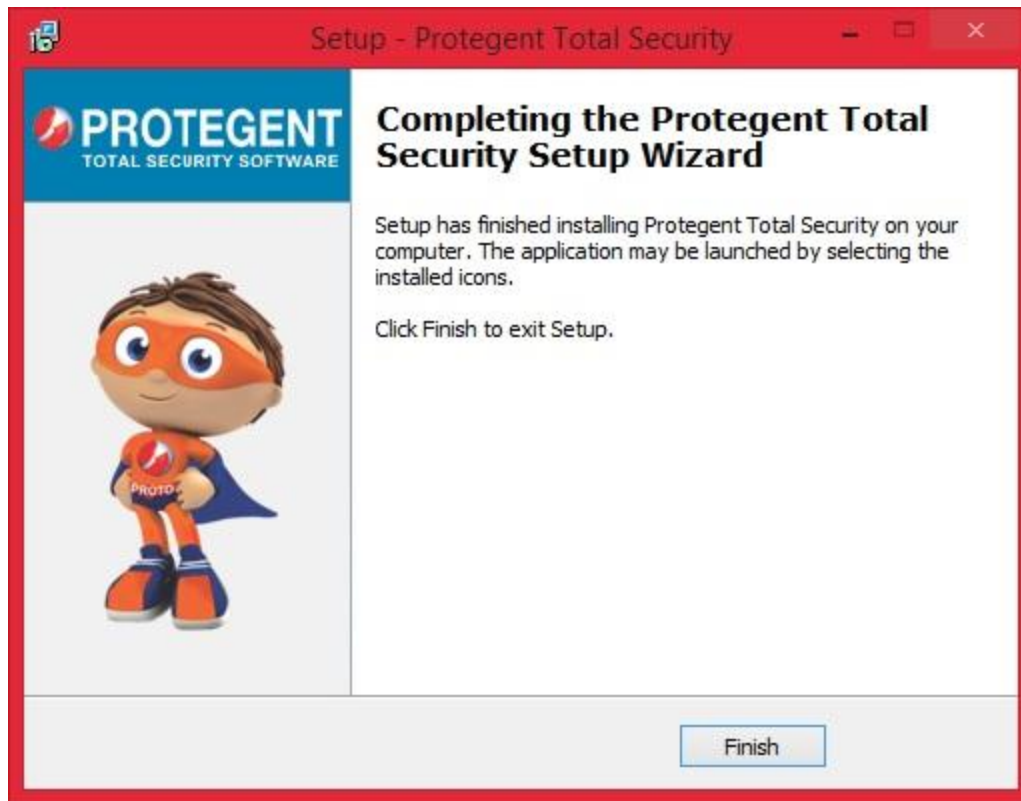 Setup - Protegent Total Security
PROTEGENT
TOTAL SECURITY SOFTWARE
Completing the Protegent Total
Security Setup Wizard
Setup has finished installing Protegent Total Security on your
computer. The application may be launched by selecting the
installed icons.
Click Finish to exit Setup.
PROTO
Finish